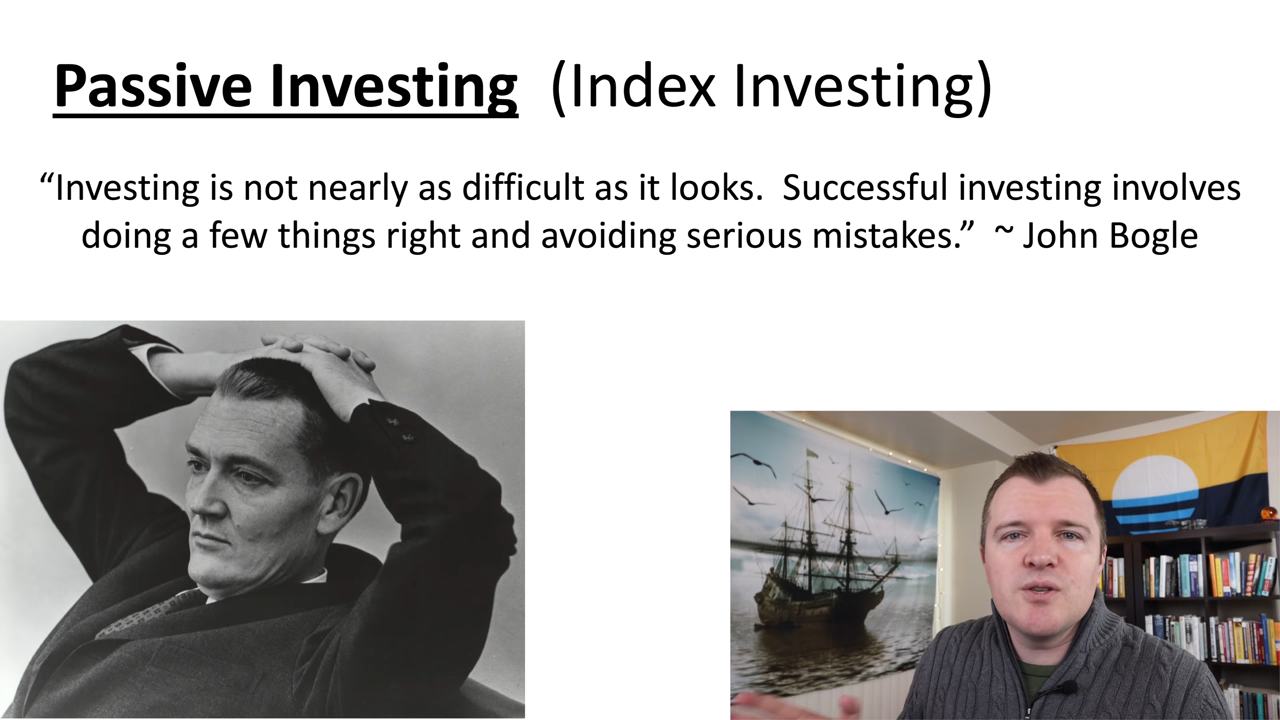 Passive Investing (Index Investing)
“Investing is not nearly as difficult as it looks.  Successful investing involves
doing a few things right and avoiding serious mistakes.”  ~ John Bogle